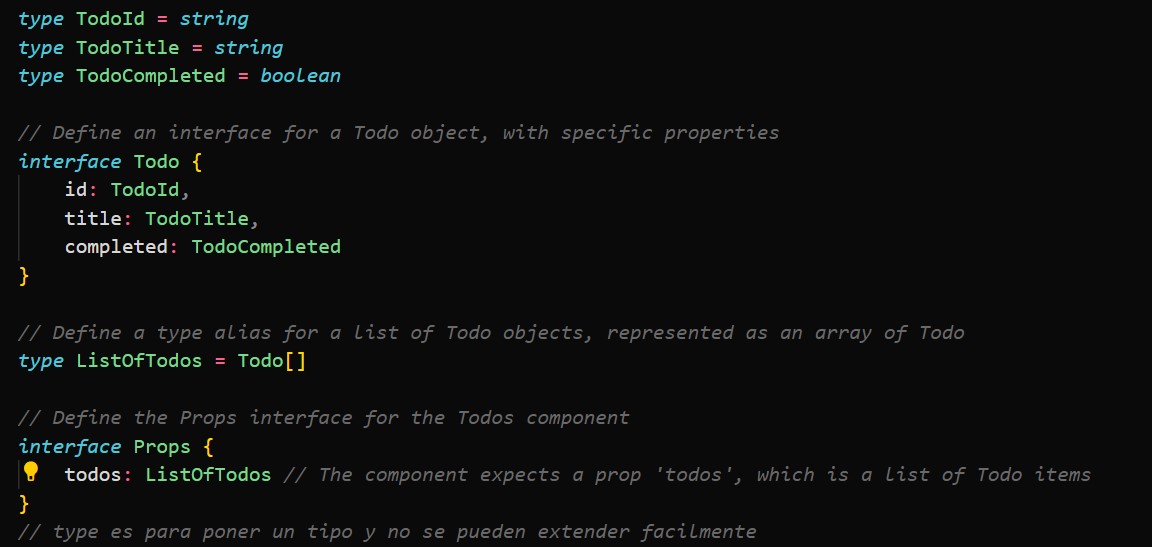 type TodoId = string
type TodoTitle = string
type TodoCompleted = boolean
// Define an interface for a Todo object, with specific properties
interface Todo {
    id: TodoId,
    title: TodoTitle,
    completed: TodoCompleted
}
// Define a type alias for a list of Todo objects, represented as an array of Todo
type ListOfTodos = Todo[]
// Define the Props interface for the Todos component
interface Props {
    todos: ListOfTodos // The component expects a prop 'todos', which is a list of Todo items
}
// type es para poner un tipo y no se pueden extender facilmente